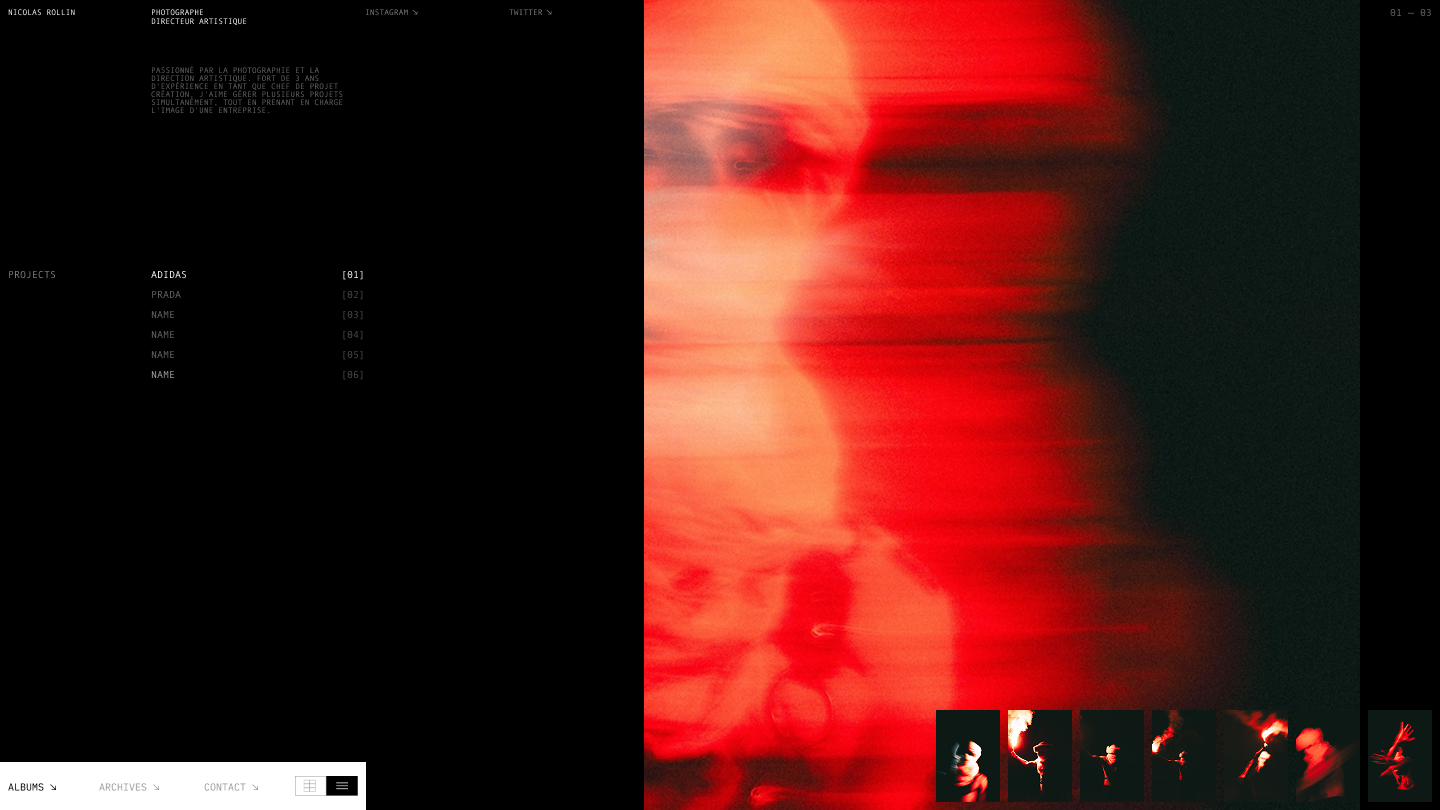 NICOLAS ROLLIN
PHOTOGRAPHE
DIRECTEUR ARTISTIQUE
INSTAGRAM ↘
TWITTER ↘
01 — 03
PASSIONNÉ PAR LA PHOTOGRAPHIE ET LA
DIRECTION ARTISTIQUE. FORT DE 3 ANS
D'EXPÉRIENCE EN TANT QUE CHEF DE PROJET
CRÉATION, J'AIME GÉRER PLUSIEURS PROJETS
SIMULTANÉMENT, TOUT EN PRENANT EN CHARGE
L'IMAGE D'UNE ENTREPRISE.
PROJECTS
ADIDAS [01]
PRADA [02]
NAME [03]
NAME [04]
NAME [05]
NAME [06]
ALBUMS ↘
ARCHIVES ↘
CONTACT ↘